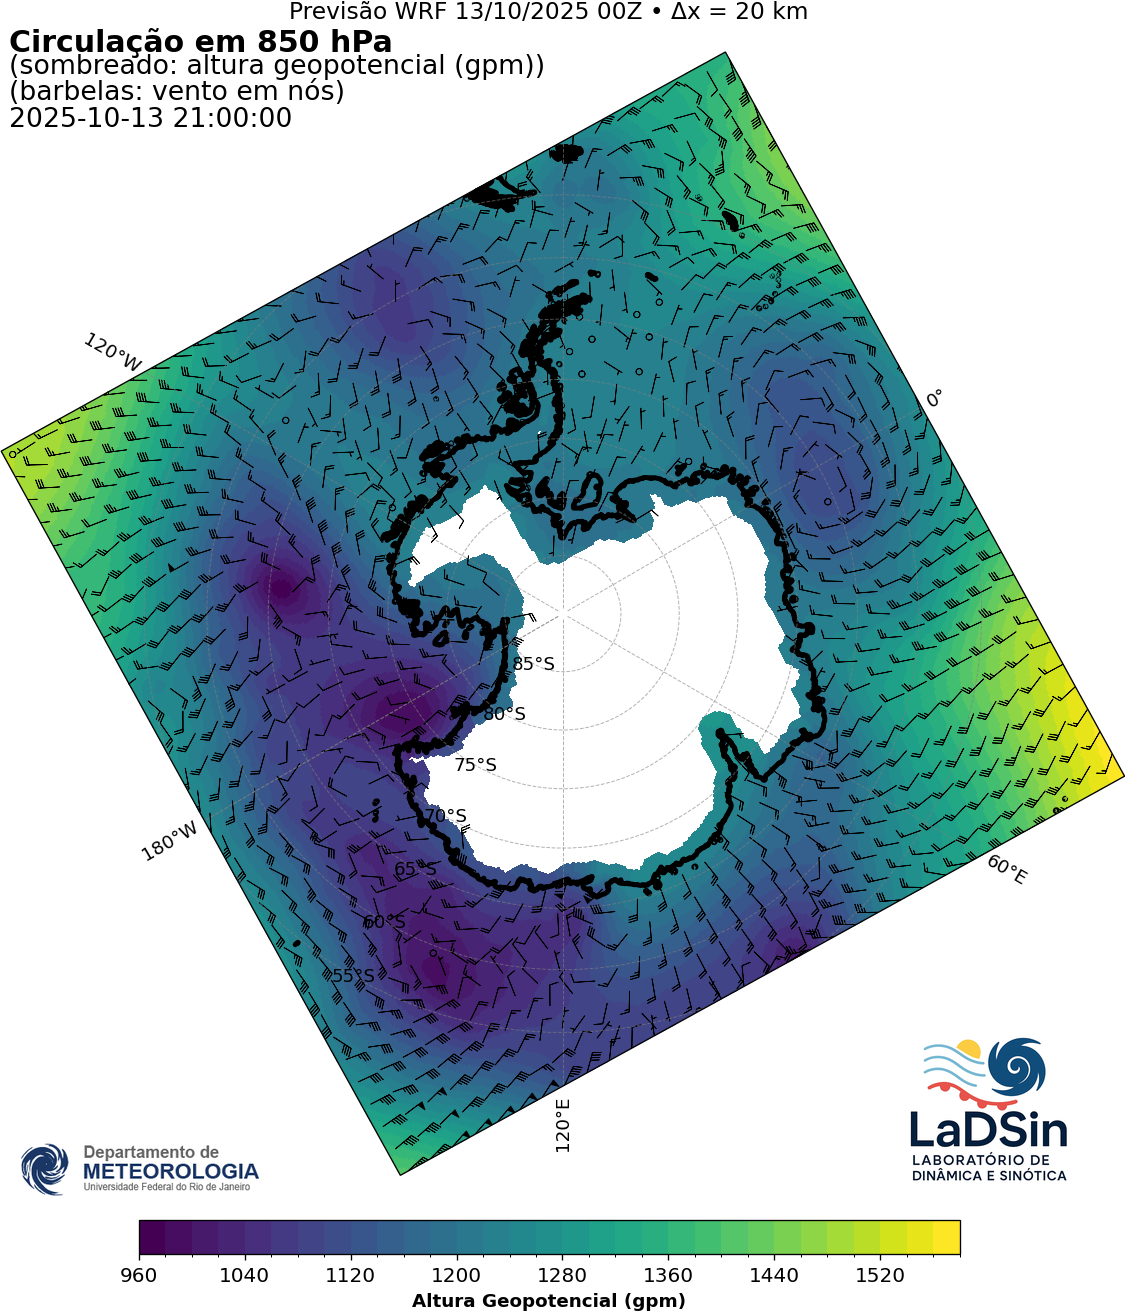 Previsão WRF 13/10/2025 00Z • Δx = 20 km
Circulação em 850 hPa
(sombreado: altura geopotencial (gpm))
(barbelas: vento em nós)
2025-10-13 21:00:00
120°W
0°
85°S
80°S
75°S
70°S
65°S
60°S
55°S
180°W
60°E
120°E
LaDSin
LABORATÓRIO DE
DINÂMICA E SINÓTICA
Departamento de
METEOROLOGIA
Universidade Federal do Rio de Janeiro
960 1040 1120 1200 1280 1360 1440 1520
Altura Geopotencial (gpm)